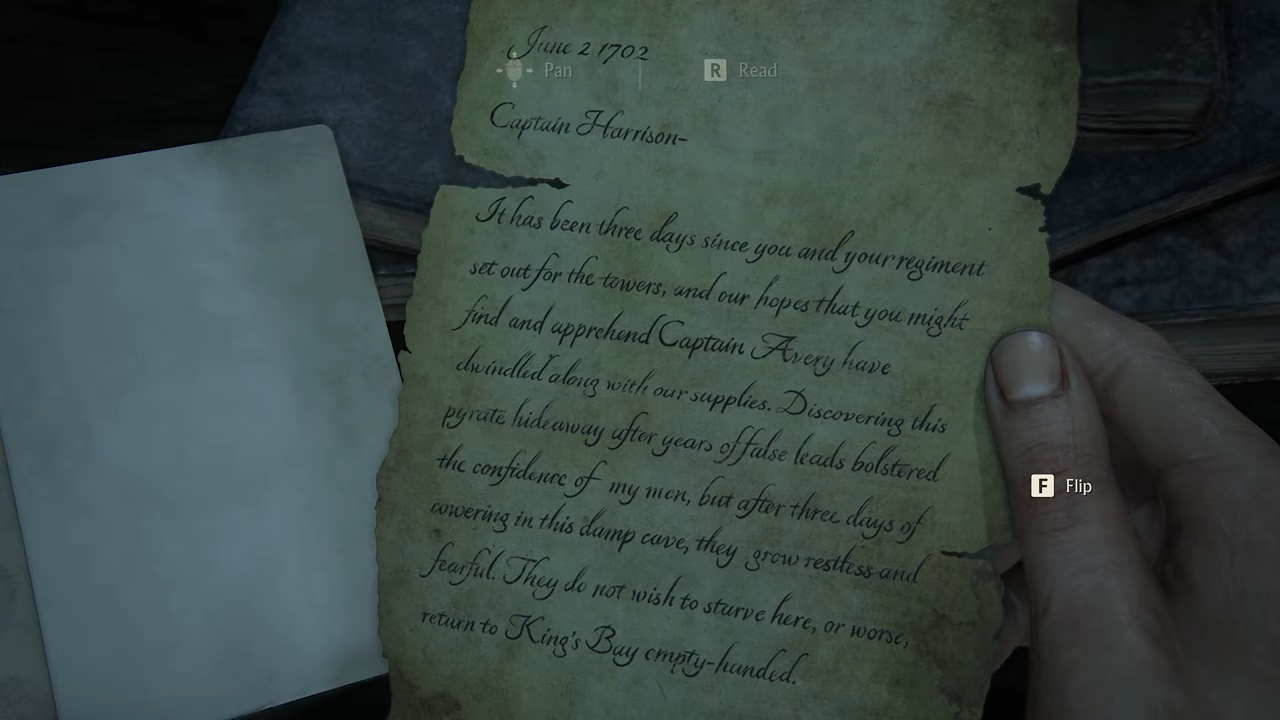 June 2 1702
Pan
R Read
Captain Harrison-
It has been three days since you and your regiment
set out for the towers, and our hopes that you might
find and apprehend Captain Avery have
dwindled along with our supplies. Discovering this
pyrate hideaway after years of false leads bolstered
the confidence of my men, but after three days of
cowering in this damp cave, they grow restless and
fearful. They do not wish to starve here, or worse,
return to King's Bay empty-handed.
F Flip